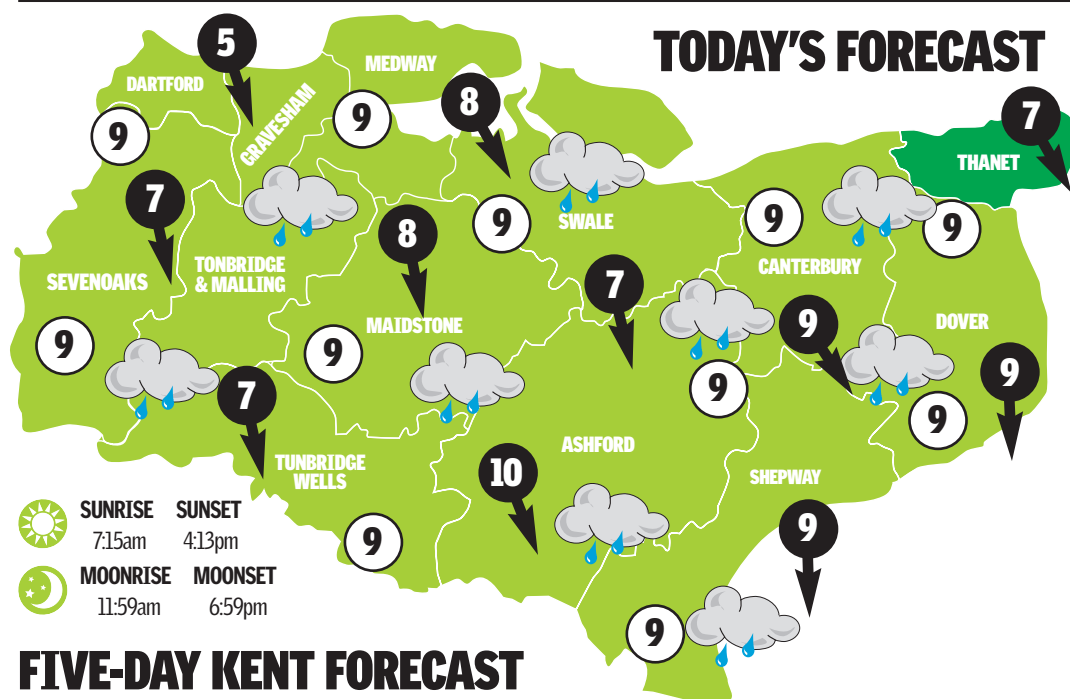 TODAY'S FORECAST
5
MEDWAY
DARTFORD
GRAVESHAM
9
9
8
7
THANET
7
9
9
9
SWALE
8
SEVENOAKS
TONBRIDGE
& MALLING
CANTERBURY
7
MAIDSTONE
9
DOVER
9
9
9
9
7
9
9
ASHFORD
TUNBRIDGE
WELLS
10
SHEPWAY
9
9
9
SUNRISE SUNSET
7:15am 4:13pm
MOONRISE MOONSET
11:59am 6:59pm
FIVE-DAY KENT FORECAST